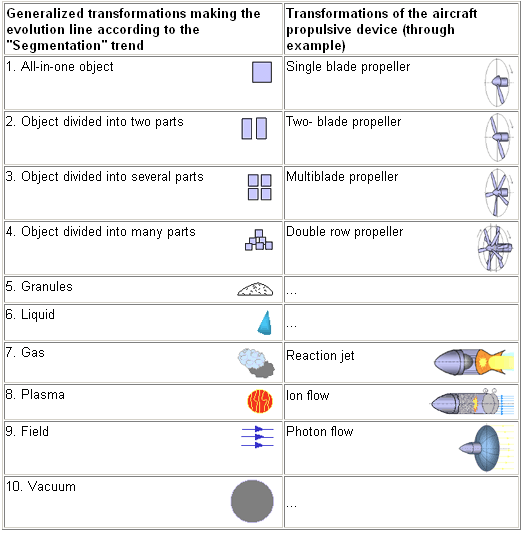 Generalized transformations making the
evolution line according to the
"Segmentation" trend
Transformations of the aircraft
propulsive device (through
example)
1. All-in-one object
Single blade propeller
2. Object divided into two parts
Two- blade propeller
3. Object divided into several parts
Multiblade propeller
4. Object divided into many parts
Double row propeller
5. Granules
...
6. Liquid
...
7. Gas
Reaction jet
8. Plasma
Ion flow
9. Field
Photon flow
10. Vacuum
...